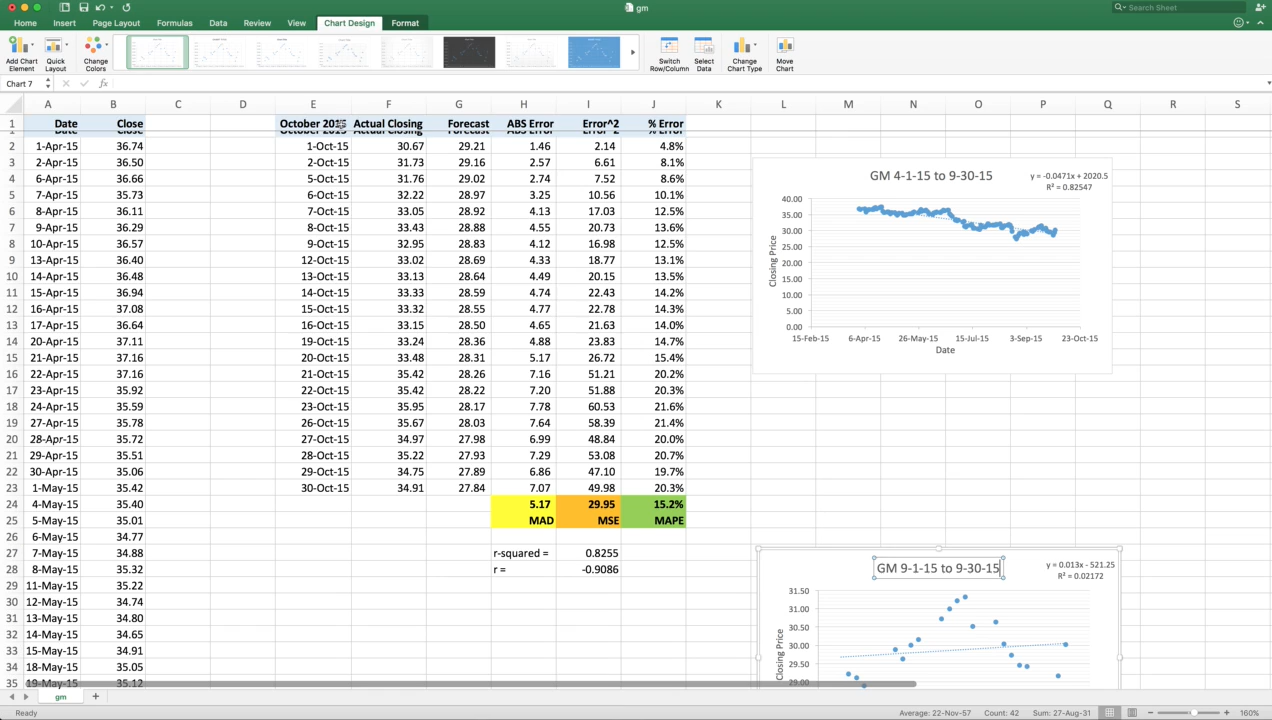 gm
Search Sheet
Home Insert Page Layout Formulas Data Review View Chart Design Format
Add Chart Element
Quick Layout
Change Colors
Switch Row/Column
Select Data
Change Chart Type
Move Chart
Chart 7 fx
A B C D E F G H I J K L M N O P Q R S
1 Date Close October 2015 Actual Closing Forecast ABS Error Error^2 % Error
1 Date Close October 2015 Actual Closing Forecast ABS Error Error^2 % Error
2 1-Apr-15 36.74 1-Oct-15 30.67 29.21 1.46 2.14 4.8%
3 2-Apr-15 36.50 2-Oct-15 31.73 29.16 2.57 6.61 8.1%
4 6-Apr-15 36.66 5-Oct-15 31.76 29.02 2.74 7.52 8.6%
5 7-Apr-15 35.73 6-Oct-15 32.22 28.97 3.25 10.56 10.1%
6 8-Apr-15 36.11 7-Oct-15 33.05 28.92 4.13 17.03 12.5%
7 9-Apr-15 36.29 8-Oct-15 33.43 28.88 4.55 20.73 13.6%
8 10-Apr-15 36.57 9-Oct-15 32.95 28.83 4.12 16.98 12.5%
9 13-Apr-15 36.40 12-Oct-15 33.02 28.69 4.33 18.77 13.1%
10 14-Apr-15 36.48 13-Oct-15 33.13 28.64 4.49 20.15 13.5%
11 15-Apr-15 36.94 14-Oct-15 33.33 28.59 4.74 22.43 14.2%
12 16-Apr-15 37.08 15-Oct-15 33.32 28.55 4.77 22.78 14.3%
13 17-Apr-15 36.64 16-Oct-15 33.15 28.50 4.65 21.63 14.0%
14 20-Apr-15 37.11 19-Oct-15 33.24 28.36 4.88 23.83 14.7%
15 21-Apr-15 37.16 20-Oct-15 33.48 28.31 5.17 26.72 15.4%
16 22-Apr-15 37.16 21-Oct-15 35.42 28.26 7.16 51.21 20.2%
17 23-Apr-15 35.92 22-Oct-15 35.42 28.22 7.20 51.88 20.3%
18 24-Apr-15 35.59 23-Oct-15 35.95 28.17 7.78 60.53 21.6%
19 27-Apr-15 35.78 26-Oct-15 35.67 28.03 7.64 58.39 21.4%
20 28-Apr-15 35.72 27-Oct-15 34.97 27.98 6.99 48.84 20.0%
21 29-Apr-15 35.51 28-Oct-15 35.22 27.93 7.29 53.08 20.7%
22 30-Apr-15 35.06 29-Oct-15 34.75 27.89 6.86 47.10 19.7%
23 1-May-15 35.42 30-Oct-15 34.91 27.84 7.07 49.98 20.3%
24 4-May-15 35.40 5.17 29.95 15.2%
25 5-May-15 35.01 MAD MSE MAPE
26 6-May-15 34.77
27 7-May-15 34.88 r-squared = 0.8255
28 8-May-15 35.32 r = -0.9086
29 11-May-15 35.22
30 12-May-15 34.74
31 13-May-15 34.80
32 14-May-15 34.65
33 15-May-15 34.91
34 18-May-15 35.05
35 19-May-15 35.12
GM 4-1-15 to 9-30-15
y = -0.0471x + 2020.5
R² = 0.82547
40.00
35.00
30.00
25.00
20.00
15.00
10.00
5.00
0.00
Closing Price
15-Feb-15 6-Apr-15 26-May-15 15-Jul-15 3-Sep-15 23-Oct-15
Date
GM 9-1-15 to 9-30-15
y = 0.013x - 521.25
R² = 0.02172
31.50
31.00
30.50
30.00
29.50
29.00
Closing Price
gm
Ready
Average: 22-Nov-57 Count: 42 Sum: 27-Aug-31
160%